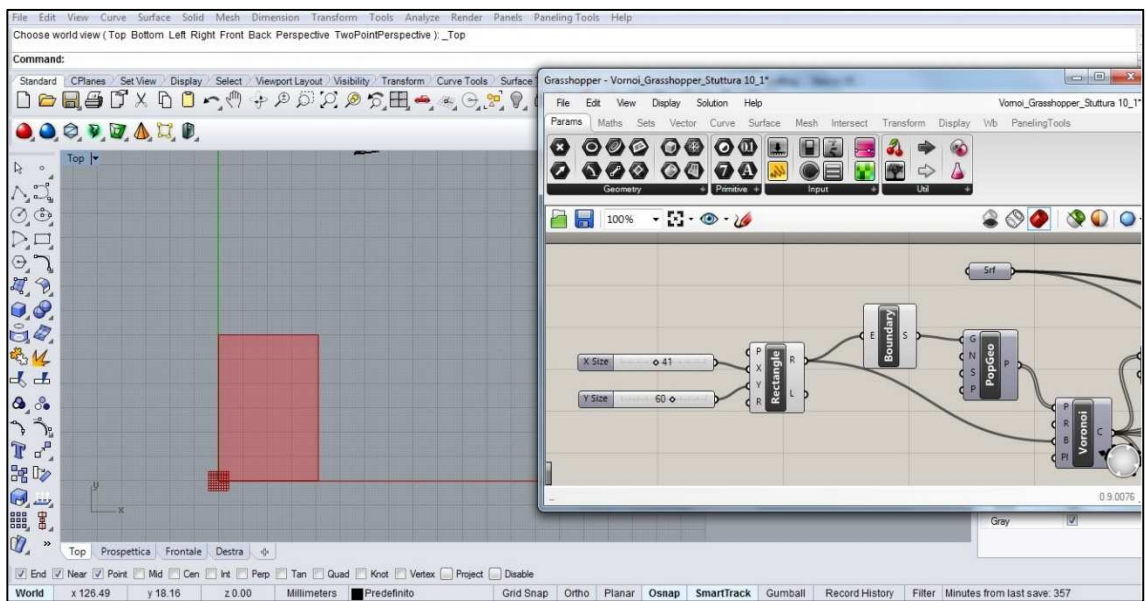 File Edit View Curve Surface Solid Mesh Dimension Transform Tools Analyze Render Panels Paneling Tools Help
Choose world view ( Top Bottom Left Right Front Back Perspective TwoPointPerspective ): _Top
Command:
Standard CPlanes Set View Display Select Viewport Layout Visibility Transform Curve Tools Surface
Grasshopper - Vornoi_Grasshopper_Stuttura 10_1*
File Edit View Display Solution Help Vornoi_Grasshopper_Stuttura 10_1*
Params Maths Sets Vector Curve Surface Mesh Intersect Transform Display Wb PanelingTools
Geometry Primitive Input Util
100%
Top
Srf
Boundary
E S
X Size 41
Y Size 60
Rectangle
P X Y R
R L
PopGeo
G N S P
P
Voronoi
P R B Pl
C
y
x
0.9.0076
Gray
Top Prospettica Frontale Destra
End Near Point Mid Cen Int Perp Tan Quad Knot Vertex Project Disable
World x 126.49 y 18.16 z 0.00 Millimeters Predefinito Grid Snap Ortho Planar Osnap SmartTrack Gumball Record History Filter Minutes from last save: 357